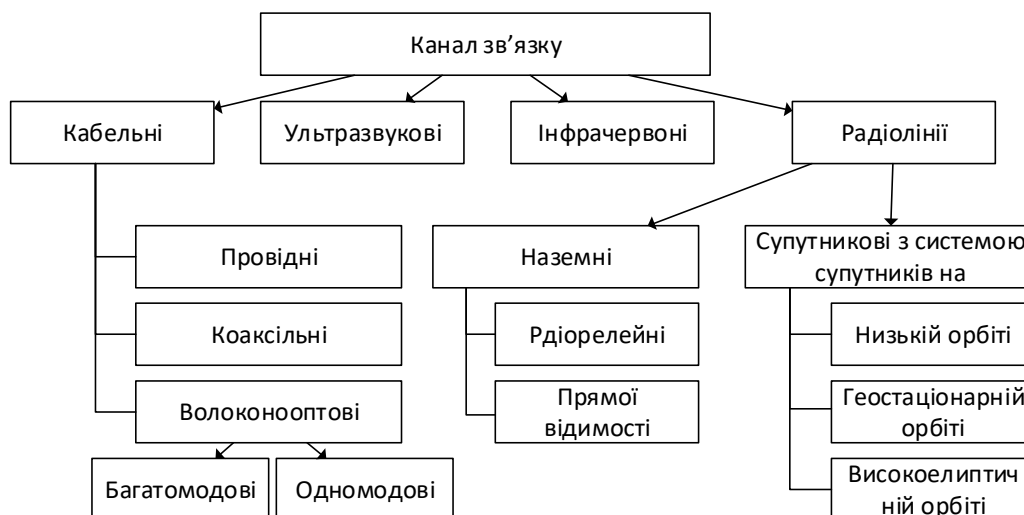 Канал зв’язку
Кабельні
Ультразвукові
Інфрачервоні
Радіолінії
Провідні
Наземні
Супутникові з системою
супутників на
Коаксільні
Рдіорелейні
Низькій орбіті
Волоконооптові
Прямої
відимості
Геостаціонарній
орбіті
Багатомодові
Одномодові
Високоелиптич
ній орбіті